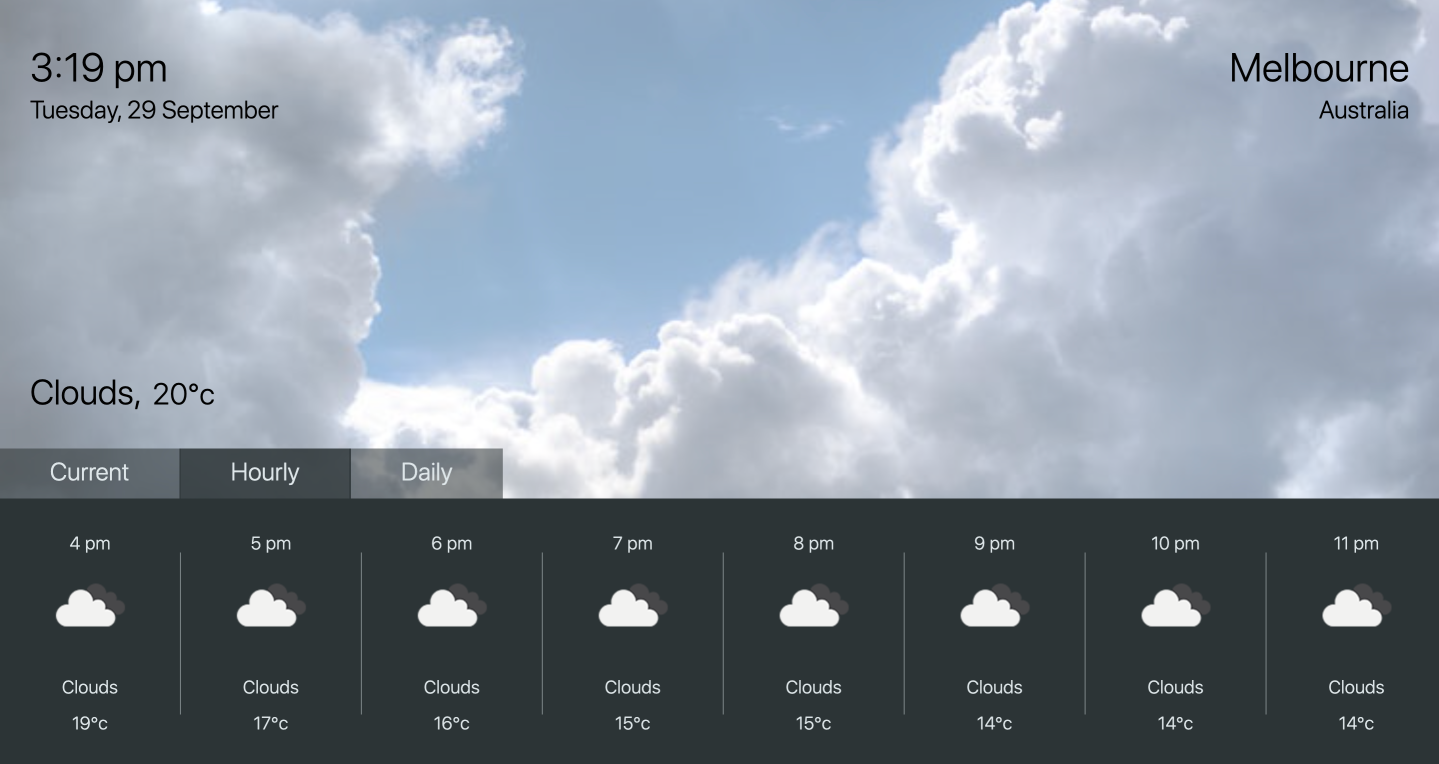 3:19 pm
Tuesday, 29 September
Melbourne
Australia
Clouds, 20°c
Current Hourly Daily
4 pm 5 pm 6 pm 7 pm 8 pm 9 pm 10 pm 11 pm
Clouds Clouds Clouds Clouds Clouds Clouds Clouds Clouds
19°c 17°c 16°c 15°c 15°c 14°c 14°c 14°c